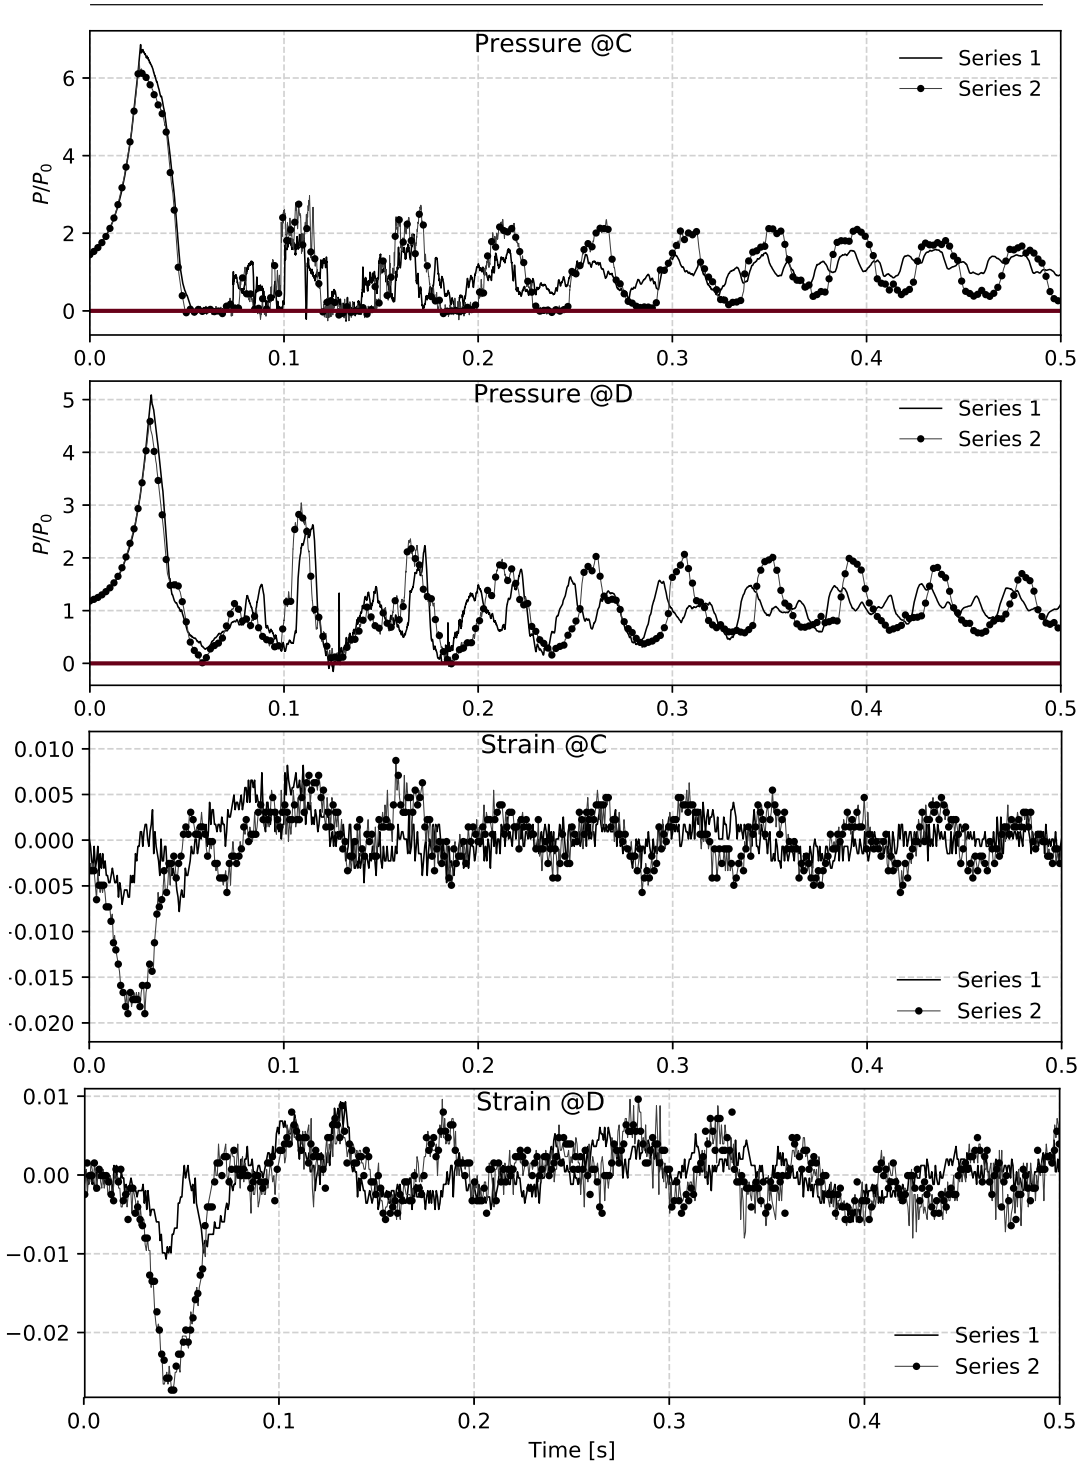 Pressure @C
Series 1
Series 2
P/P0
6
4
2
0
0.0 0.1 0.2 0.3 0.4 0.5
Pressure @D
Series 1
Series 2
P/P0
5
4
3
2
1
0
0.0 0.1 0.2 0.3 0.4 0.5
Strain @C
0.010
0.005
0.000
-0.005
-0.010
-0.015
-0.020
Series 1
Series 2
0.0 0.1 0.2 0.3 0.4 0.5
Strain @D
0.01
0.00
−0.01
−0.02
Series 1
Series 2
0.0 0.1 0.2 0.3 0.4 0.5
Time [s]